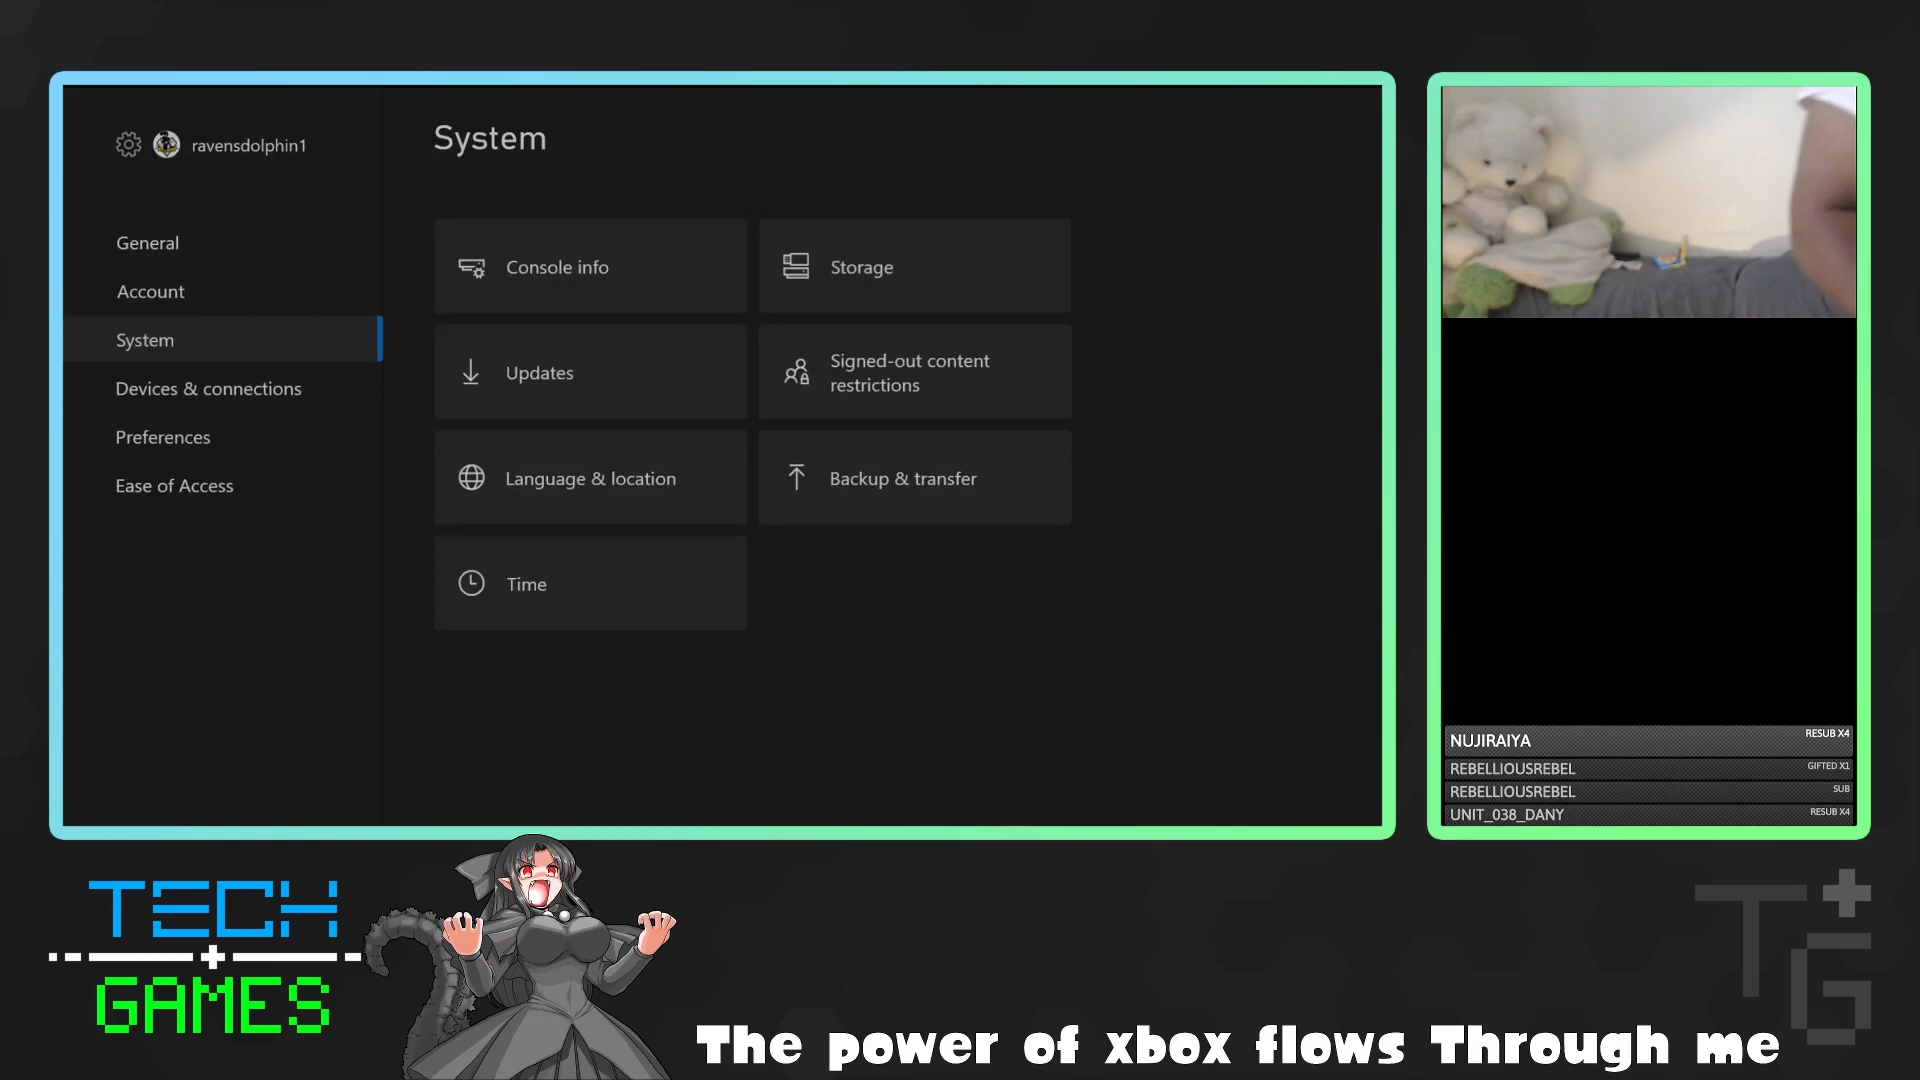 ravensdolphin1
General
Account
System
Devices & connections
Preferences
Ease of Access
System
Console info
Storage
Updates
Signed-out content
restrictions
Language & location
Backup & transfer
Time
NUJIRAIYA RESUB X4
REBELLIOUSREBEL GIFTED X1
REBELLIOUSREBEL SUB
UNIT_038_DANY RESUB X4
TECH
+
GAMES
The power of xbox flows Through me
T+G